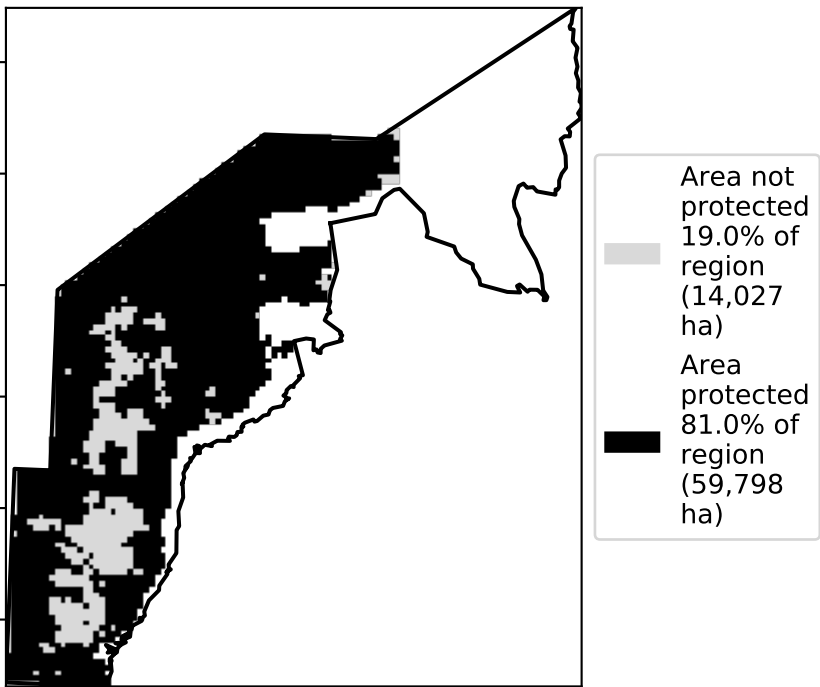 Area not
protected
19.0% of
region
(14,027
ha)
Area
protected
81.0% of
region
(59,798
ha)